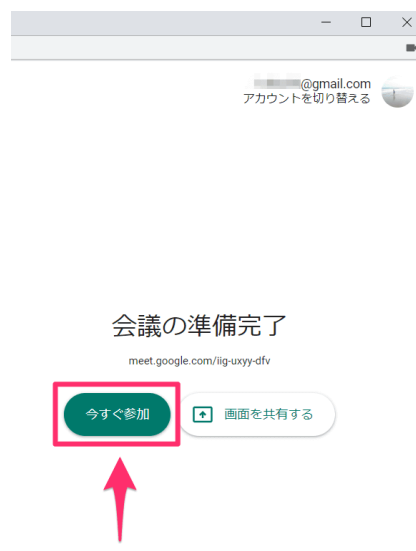 @gmail.com
アカウントを切り替える
会議の準備完了
meet.google.com/iig-uxyy-dfv
今すぐ参加
画面を共有する